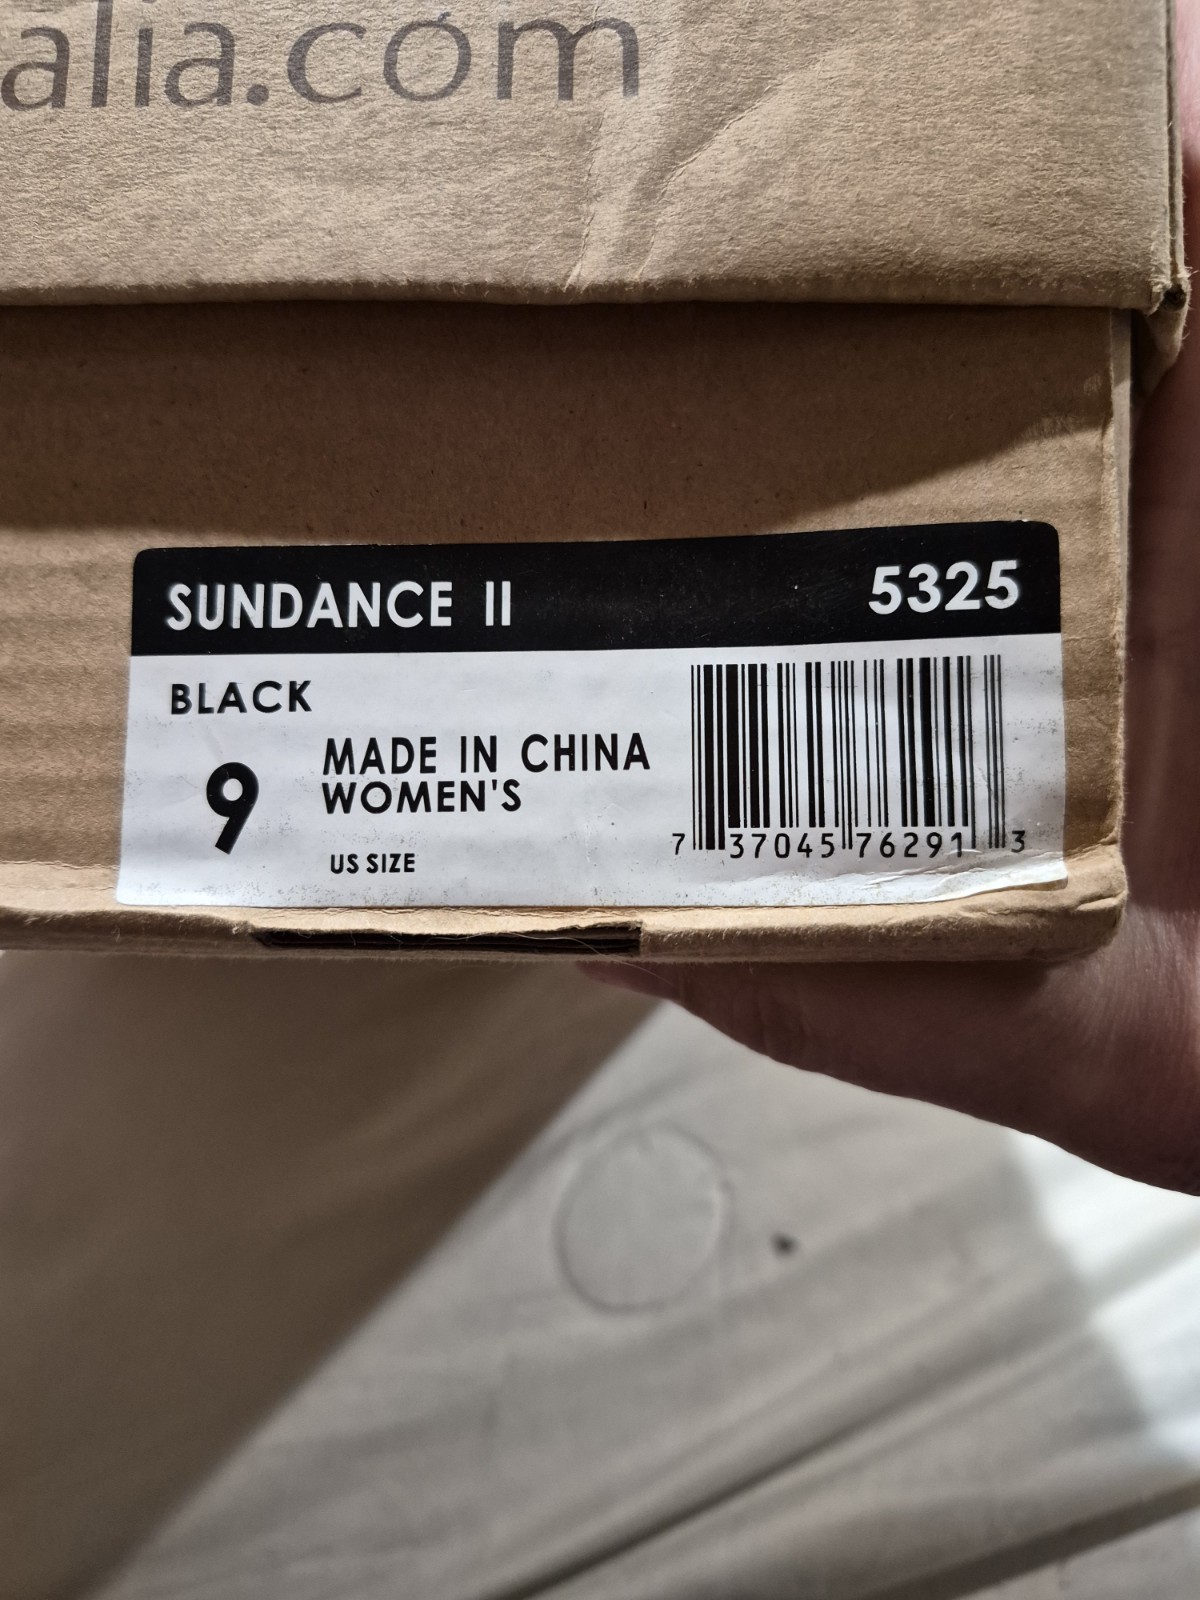 alia.com
SUNDANCE II 5325
BLACK
9 MADE IN CHINA
WOMEN'S
US SIZE
7 37045 76291 3